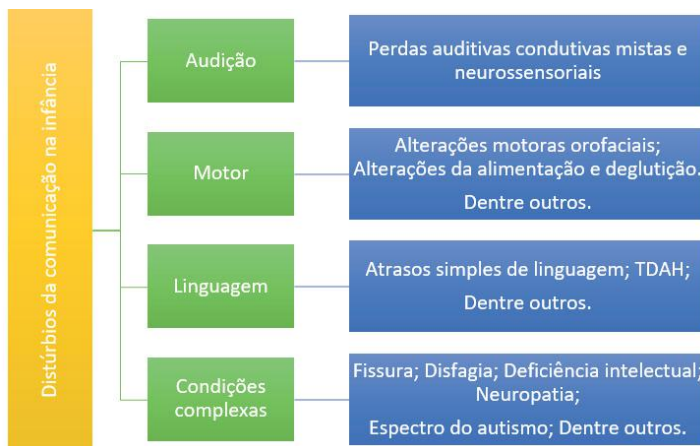 Distúrbios da comunicação na infância
Audição
Perdas auditivas condutivas mistas e
neurossensoriais
Motor
Alterações motoras orofaciais;
Alterações da alimentação e deglutição.
Dentre outros.
Linguagem
Atrasos simples de linguagem; TDAH;
Dentre outros.
Condições
complexas
Fissura; Disfagia; Deficiência intelectual;
Neuropatia;
Espectro do autismo; Dentre outros.